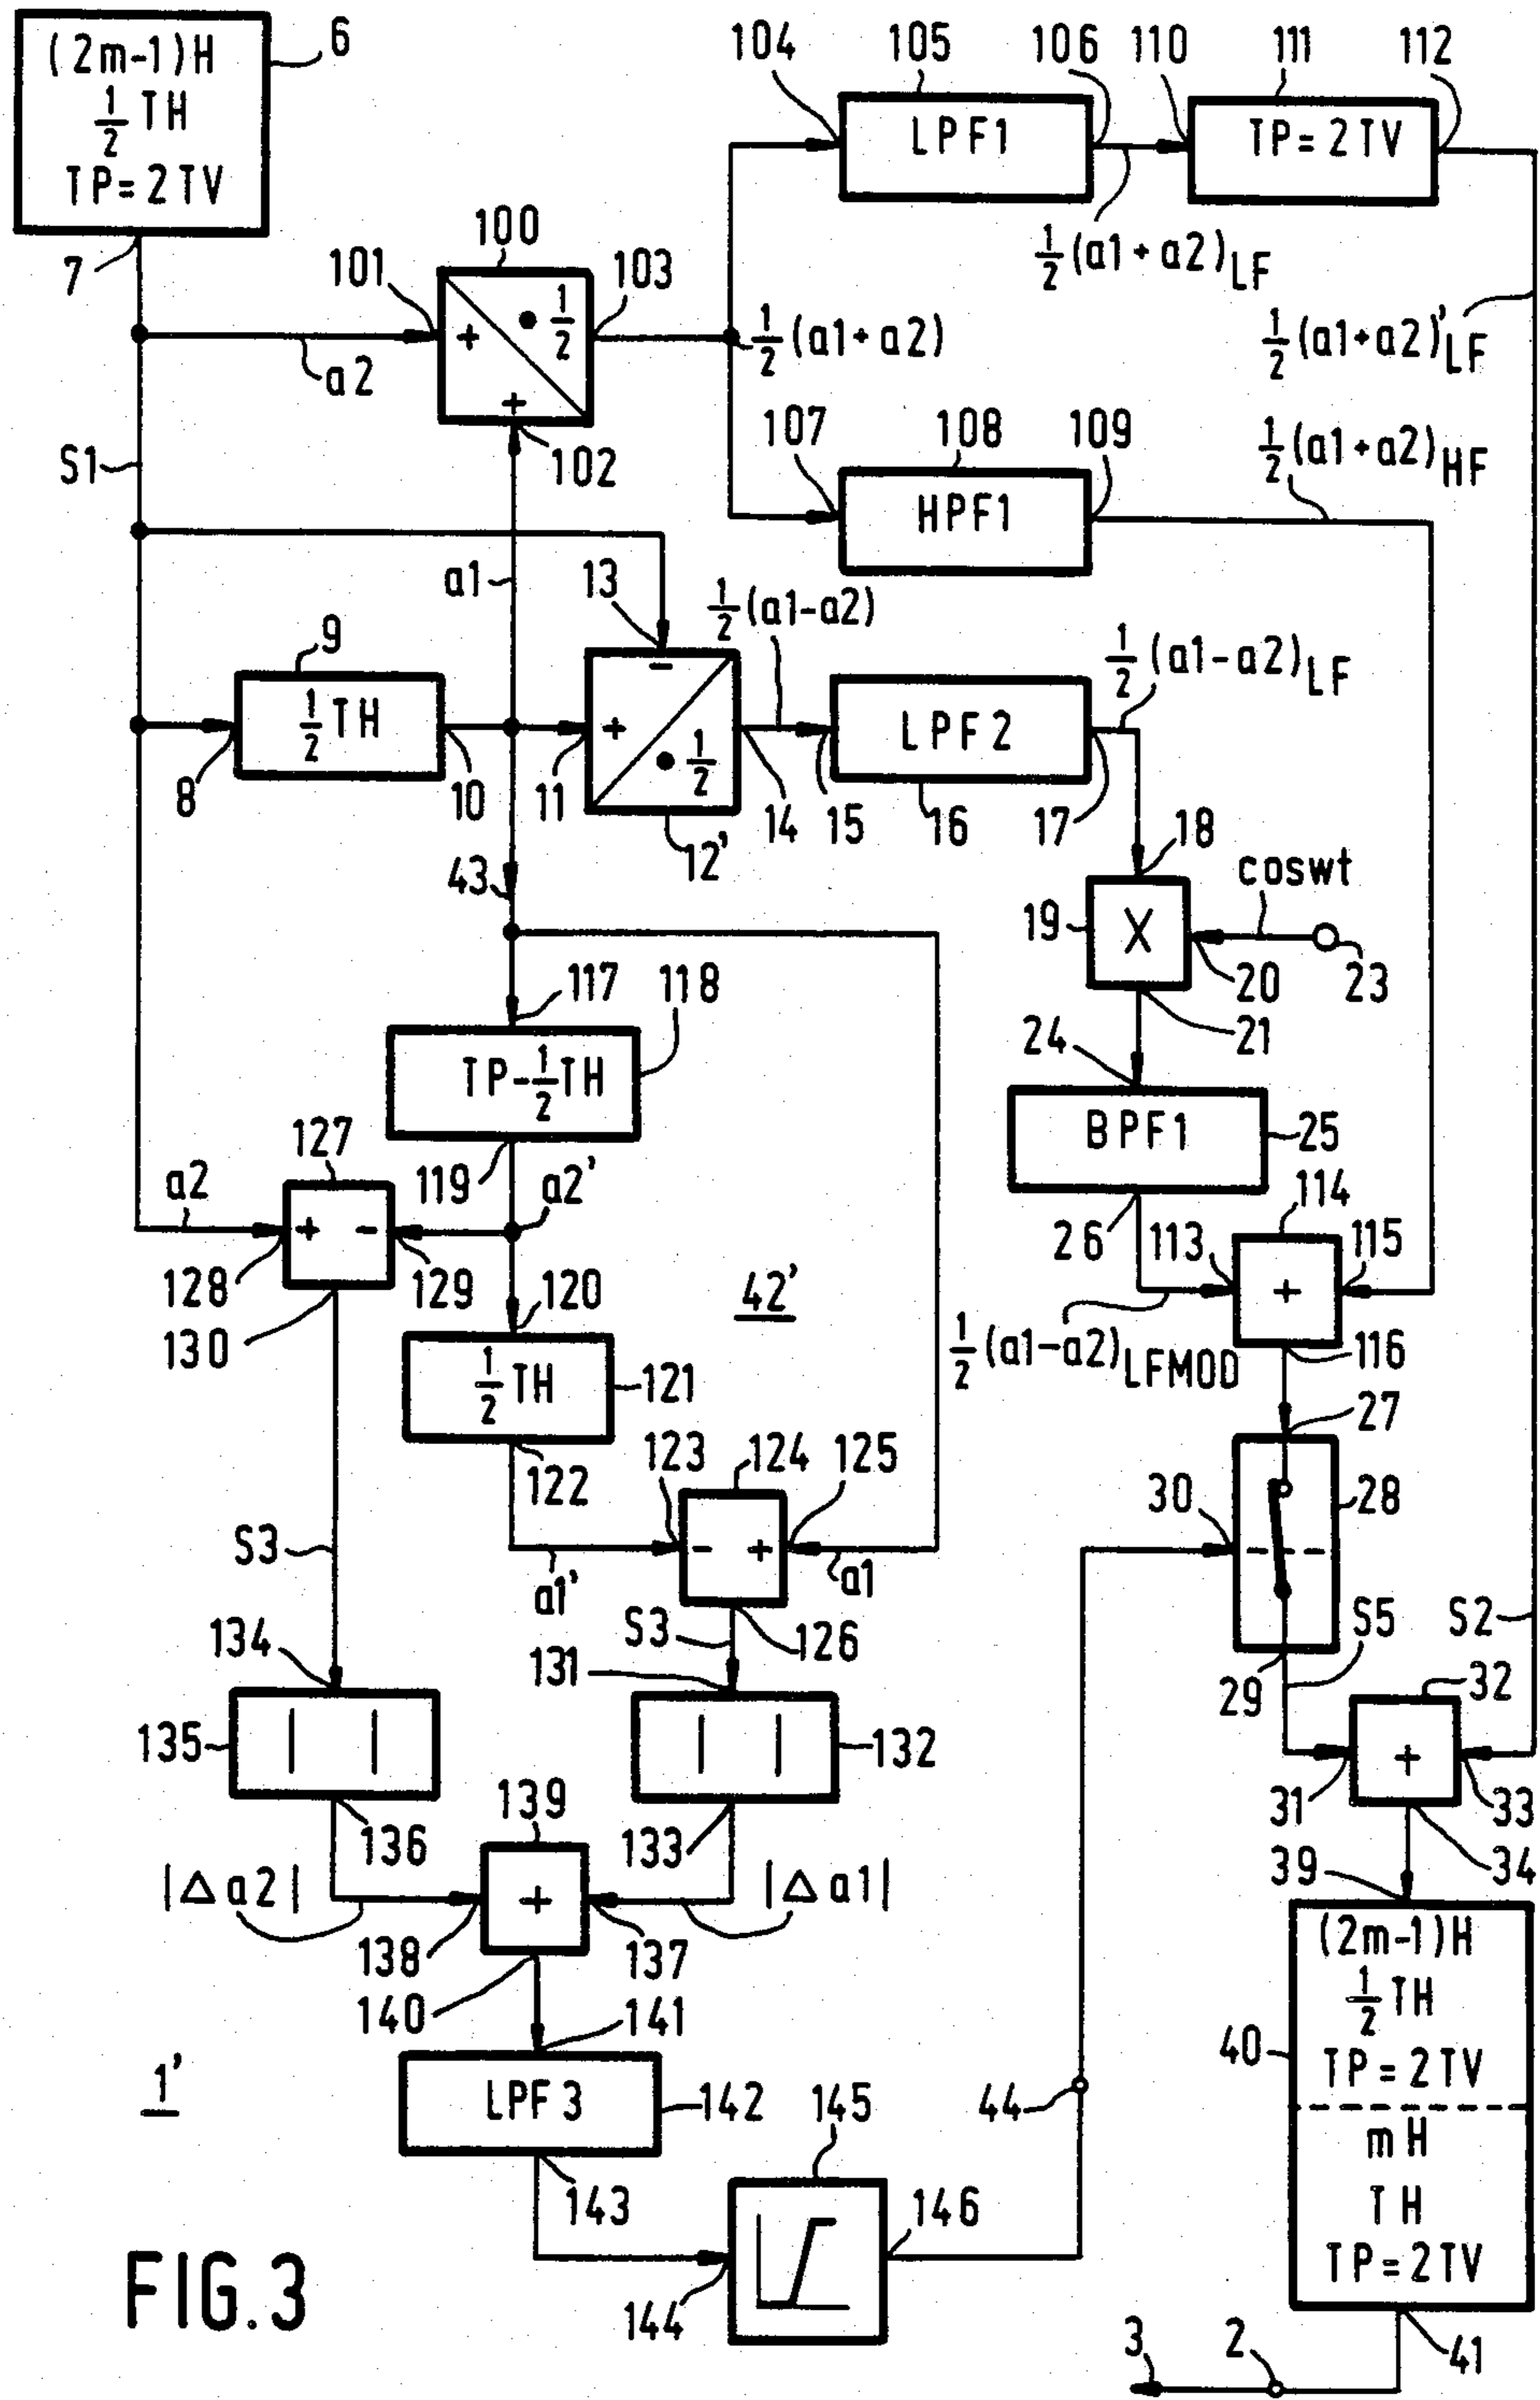 (2m-1)H
1/2 TH
TP=2TV
6
7
104
105
106
110
111
112
LPF1
TP=2TV
1/2(a1+a2)LF
100
101
103
+
• 1/2
+
a2
102
1/2(a1+a2)
1/2(a1+a2)'LF
107
108
109
HPF1
1/2(a1+a2)HF
S1
a1
13
1/2(a1-a2)
1/2(a1-a2)LF
9
1/2 TH
8
10
11
-
+
• 1/2
12'
14
15
LPF2
16
17
18
43
19
X
coswt
20
23
21
117
118
TP-1/2TH
119
24
BPF1
25
26
127
a2
+ -
a2'
128
129
130
120
42'
113
114
115
+
1/2(a1-a2)LFMOD
116
1/2 TH
121
122
27
123
124
125
- +
30
28
S3
a1'
a1
S3
126
S5
S2
29
134
131
135
| |
| |
132
32
+
31
33
34
136
139
133
|Δa2|
+
|Δa1|
138
137
140
141
39
(2m-1)H
1/2 TH
TP=2TV
mH
TH
TP=2TV
40
1'
LPF3
142
44
143
145
146
144
FIG.3
41
3
2